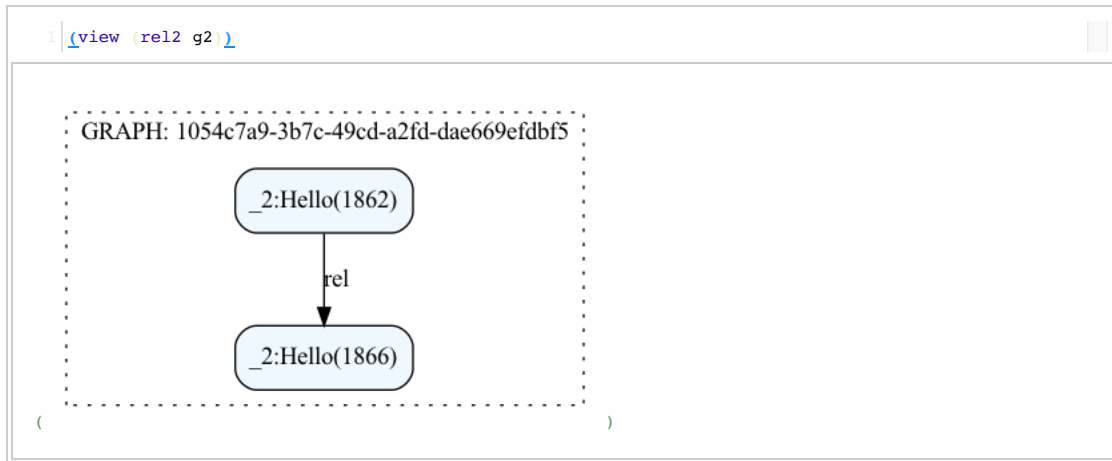 1 (view (rel2 g2))
GRAPH: 1054c7a9-3b7c-49cd-a2fd-dae669efdbf5
_2:Hello(1862)
rel
_2:Hello(1866)
( )